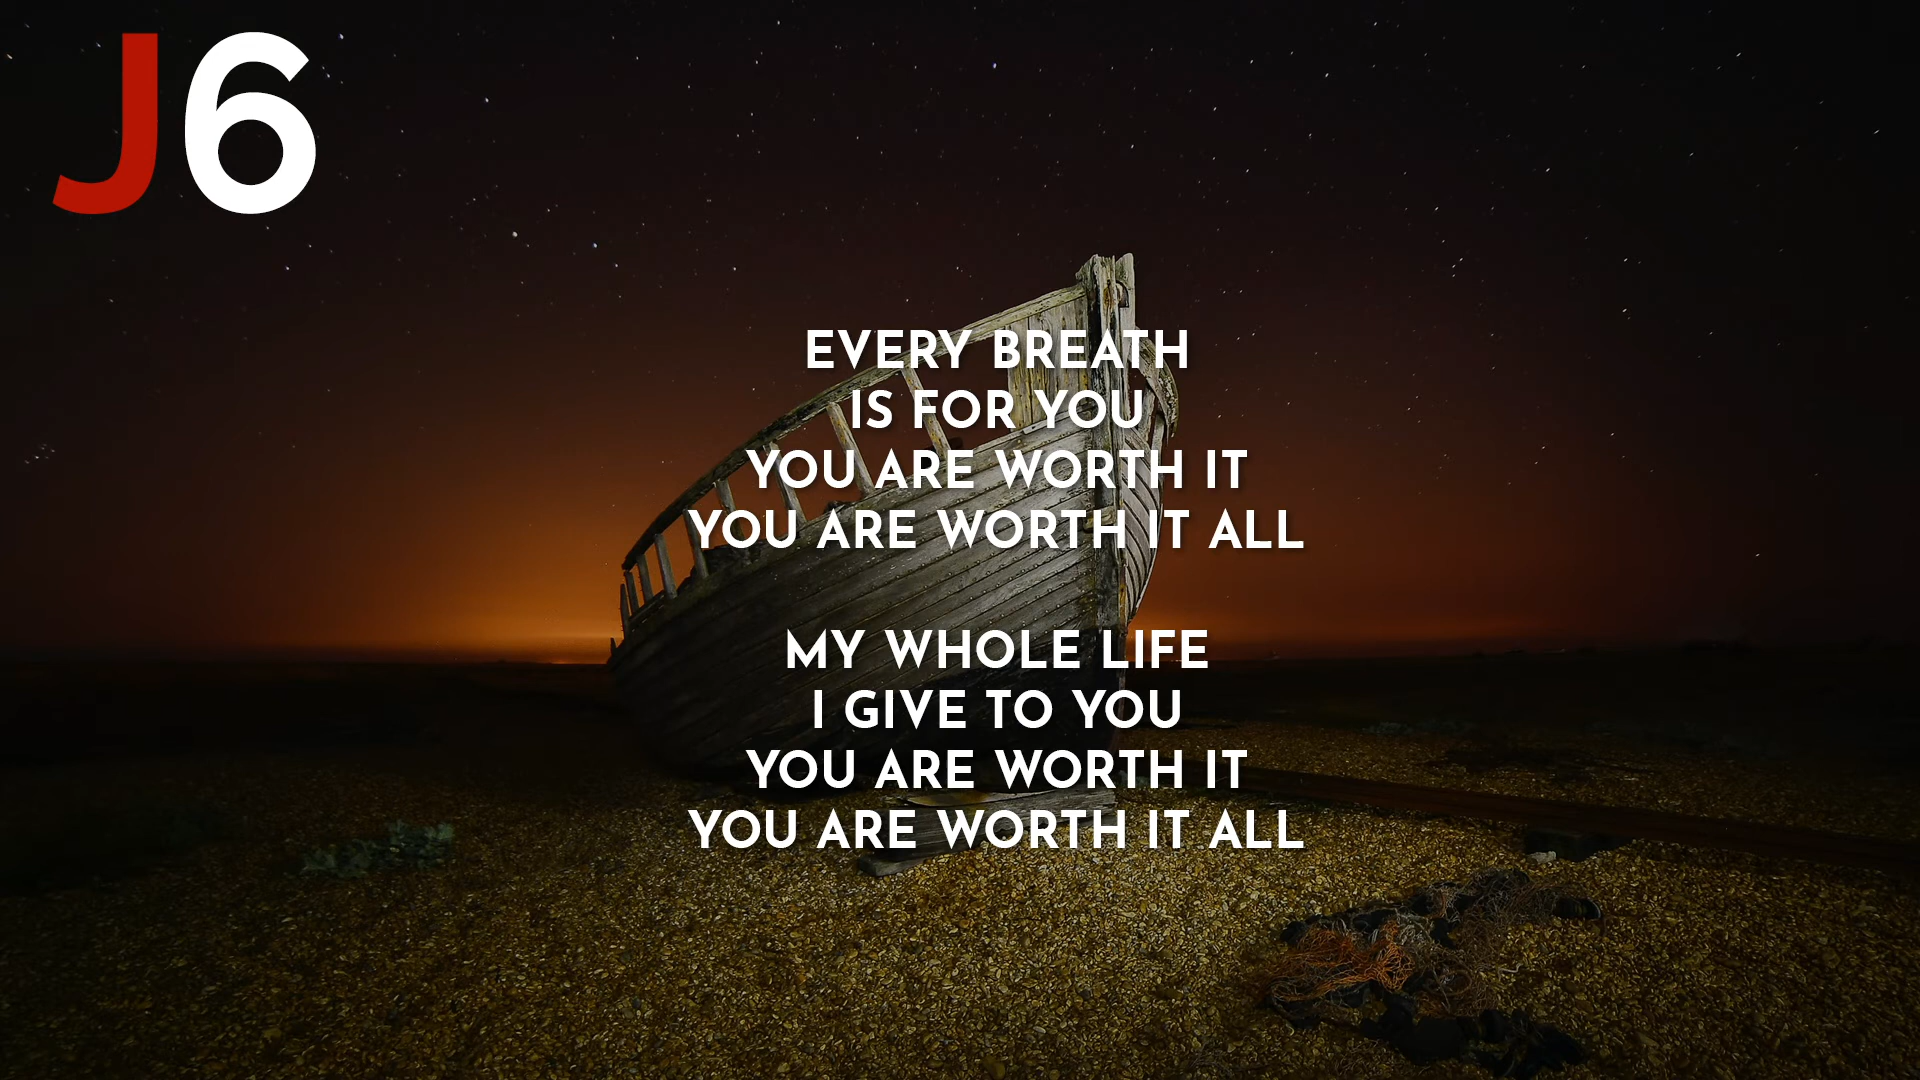 J6
EVERY BREATH
IS FOR YOU
YOU ARE WORTH IT
YOU ARE WORTH IT ALL
MY WHOLE LIFE
I GIVE TO YOU
YOU ARE WORTH IT
YOU ARE WORTH IT ALL